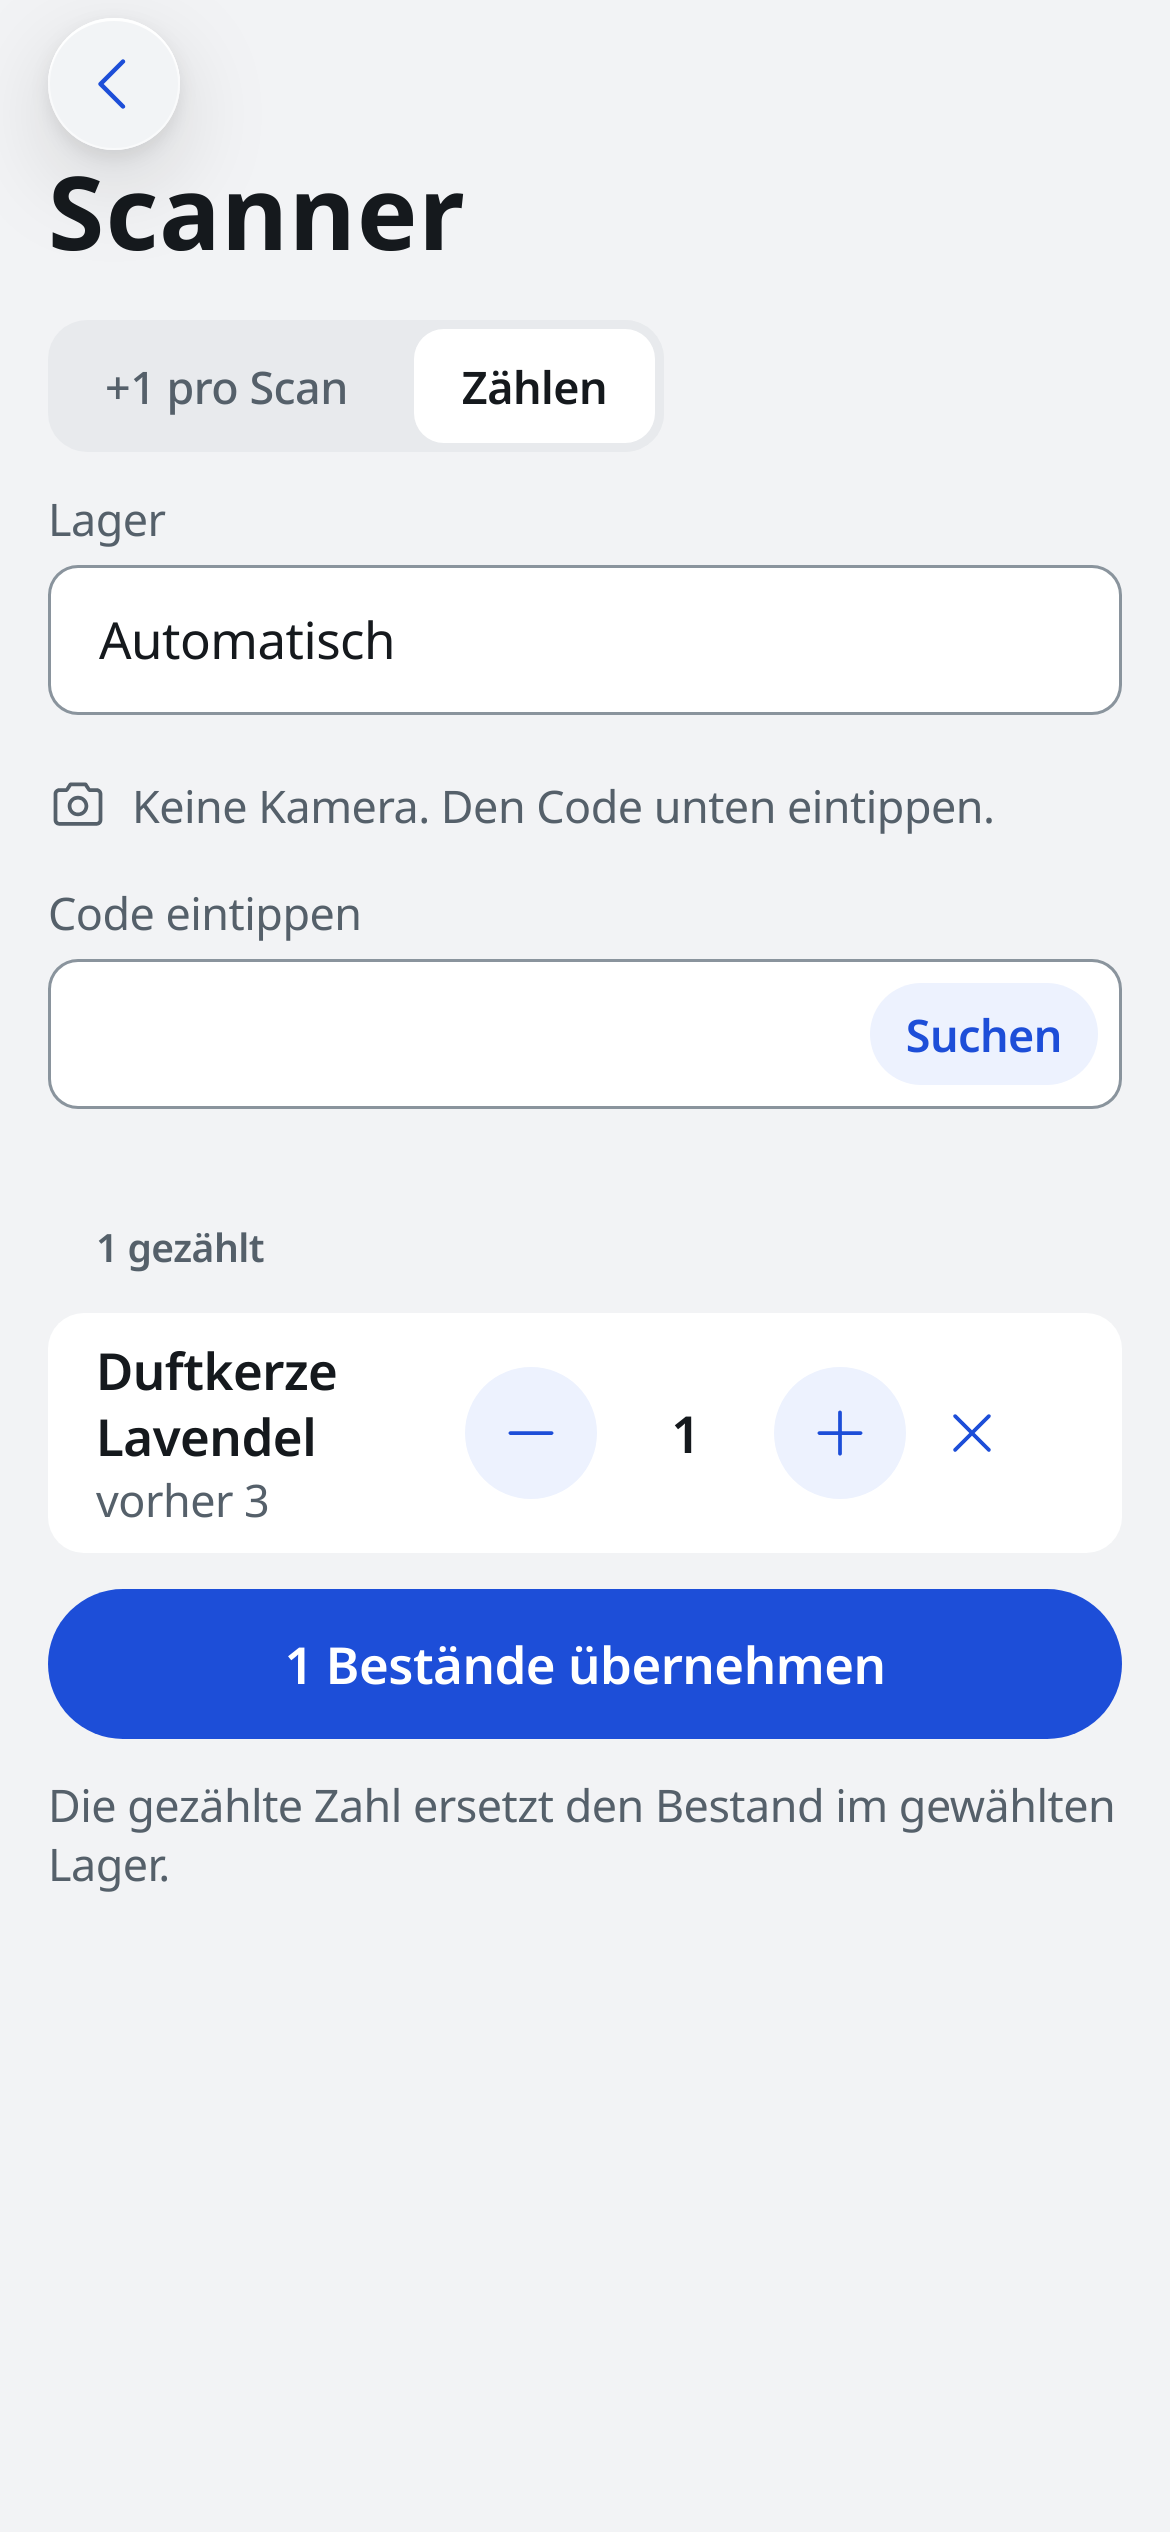 Scanner
+1 pro Scan
Zählen
Lager
Automatisch
Keine Kamera. Den Code unten eintippen.
Code eintippen
Suchen
1 gezählt
Duftkerze
Lavendel
vorher 3
1
1 Bestände übernehmen
Die gezählte Zahl ersetzt den Bestand im gewählten
Lager.